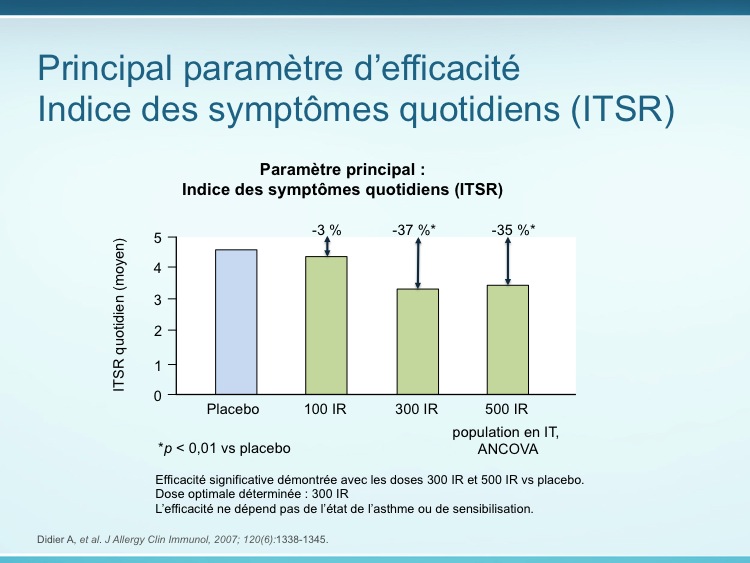 Principal paramètre d’efficacité
Indice des symptômes quotidiens (ITSR)
Paramètre principal :
Indice des symptômes quotidiens (ITSR)
-3 %
-37 %*
-35 %*
ITSR quotidien (moyen)
5
4
3
2
1
0
Placebo
100 IR
300 IR
500 IR
population en IT,
ANCOVA
*p < 0,01 vs placebo
Efficacité significative démontrée avec les doses 300 IR et 500 IR vs placebo.
Dose optimale déterminée : 300 IR
L’efficacité ne dépend pas de l’état de l’asthme ou de sensibilisation.
Didier A, et al. J Allergy Clin Immunol, 2007; 120(6):1338-1345.